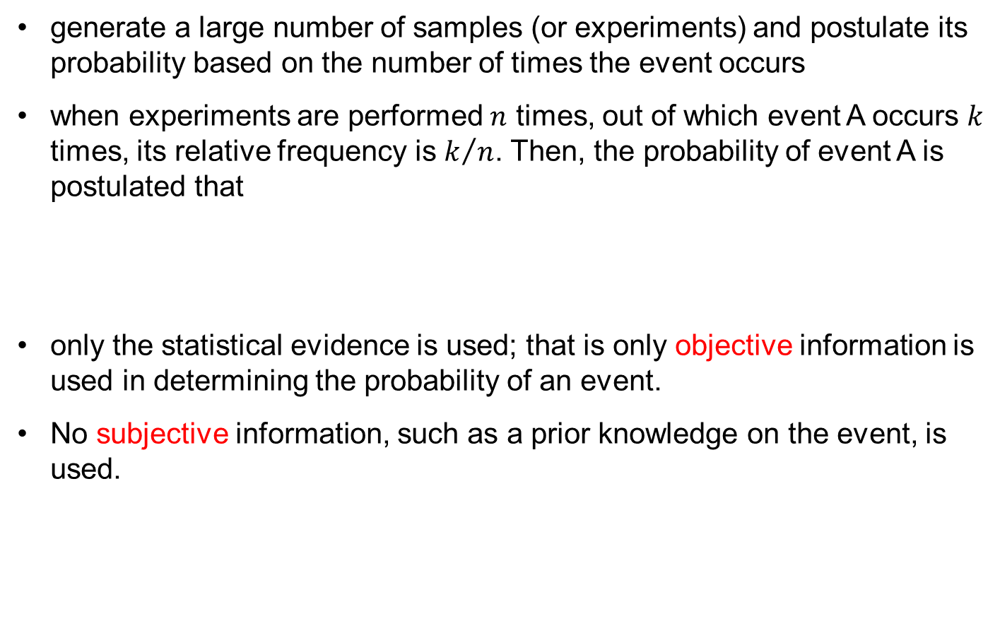 • generate a large number of samples (or experiments) and postulate its
probability based on the number of times the event occurs
• when experiments are performed 𝑛 times, out of which event A occurs 𝑘
times, its relative frequency is 𝑘/𝑛. Then, the probability of event A is
postulated that
• only the statistical evidence is used; that is only objective information is
used in determining the probability of an event.
• No subjective information, such as a prior knowledge on the event, is
used.